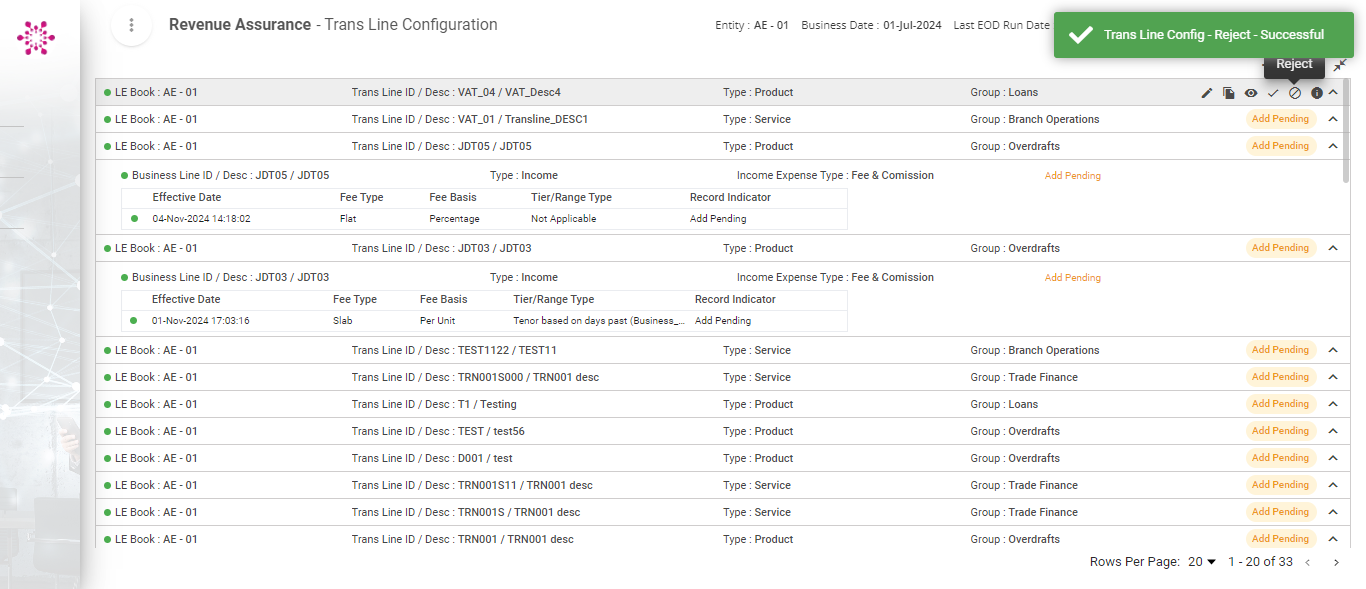 Revenue Assurance - Trans Line Configuration
Entity : AE - 01 Business Date : 01-Jul-2024 Last EOD Run Date
Trans Line Config - Reject - Successful
Reject
LE Book : AE - 01 Trans Line ID / Desc : VAT_04 / VAT_Desc4 Type : Product Group : Loans
LE Book : AE - 01 Trans Line ID / Desc : VAT_01 / Transline_DESC1 Type : Service Group : Branch Operations Add Pending
LE Book : AE - 01 Trans Line ID / Desc : JDT05 / JDT05 Type : Product Group : Overdrafts Add Pending
Business Line ID / Desc : JDT05 / JDT05 Type : Income Income Expense Type : Fee & Comission Add Pending
Effective Date Fee Type Fee Basis Tier/Range Type Record Indicator
04-Nov-2024 14:18:02 Flat Percentage Not Applicable Add Pending
LE Book : AE - 01 Trans Line ID / Desc : JDT03 / JDT03 Type : Product Group : Overdrafts Add Pending
Business Line ID / Desc : JDT03 / JDT03 Type : Income Income Expense Type : Fee & Comission Add Pending
Effective Date Fee Type Fee Basis Tier/Range Type Record Indicator
01-Nov-2024 17:03:16 Slab Per Unit Tenor based on days past (Business_... Add Pending
LE Book : AE - 01 Trans Line ID / Desc : TEST1122 / TEST11 Type : Service Group : Branch Operations Add Pending
LE Book : AE - 01 Trans Line ID / Desc : TRN001S000 / TRN001 desc Type : Service Group : Trade Finance Add Pending
LE Book : AE - 01 Trans Line ID / Desc : T1 / Testing Type : Product Group : Loans Add Pending
LE Book : AE - 01 Trans Line ID / Desc : TEST / test56 Type : Product Group : Overdrafts Add Pending
LE Book : AE - 01 Trans Line ID / Desc : D001 / test Type : Product Group : Overdrafts Add Pending
LE Book : AE - 01 Trans Line ID / Desc : TRN001S11 / TRN001 desc Type : Service Group : Trade Finance Add Pending
LE Book : AE - 01 Trans Line ID / Desc : TRN001S / TRN001 desc Type : Service Group : Trade Finance Add Pending
LE Book : AE - 01 Trans Line ID / Desc : TRN001 / TRN001 desc Type : Product Group : Overdrafts Add Pending
Rows Per Page: 20 1 - 20 of 33